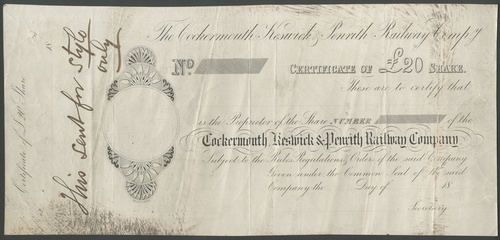 The Cockermouth Keswick & Penrith Railway Compy
No
CERTIFICATE OF £20 SHARE.
These are to certify that
is the Proprietor of the Share NUMBER of the
Cockermouth, Keswick & Penrith Railway Company
Subject to the Rules, Regulations, & Orders of the said Company
Given under the Common Seal of the said
Company the Day of 18
Secretary
18
Certificate of Share
This sent for Style
only